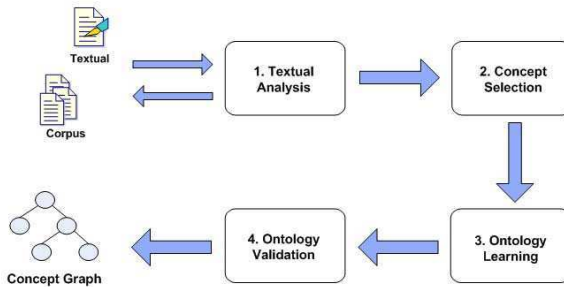 Textual
Corpus
1. Textual
Analysis
2. Concept
Selection
3. Ontology
Learning
4. Ontology
Validation
Concept Graph